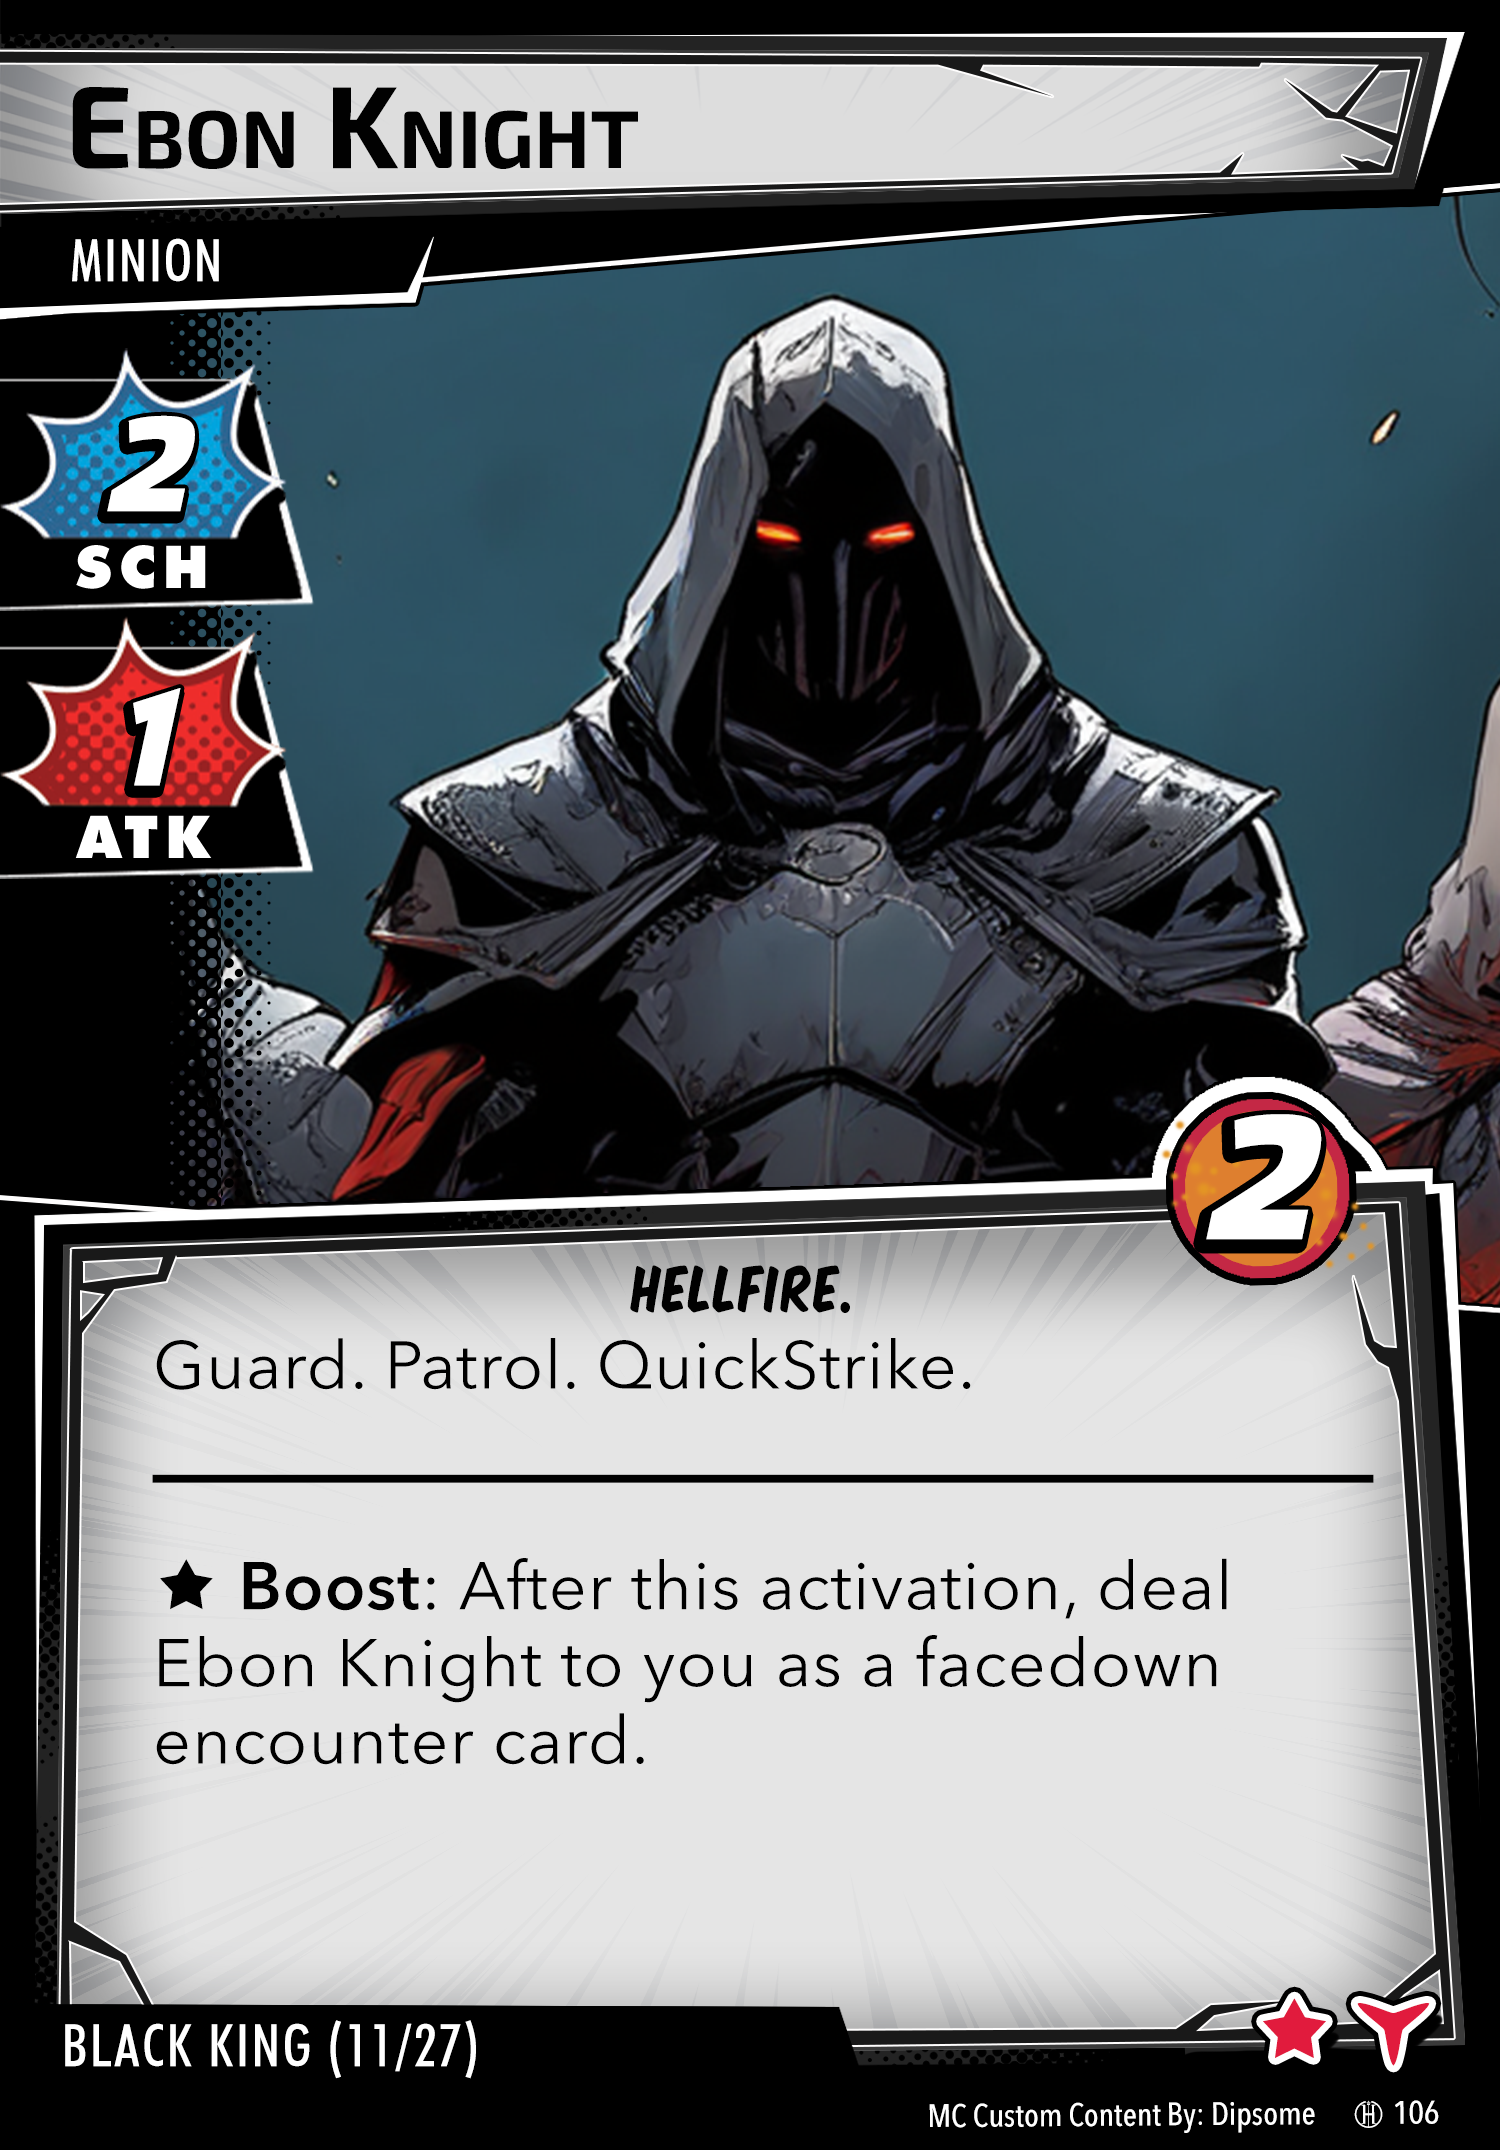 Ebon Knight
MINION
2
SCH
1
ATK
2
HELLFIRE.
Guard. Patrol. QuickStrike.
★ Boost: After this activation, deal
Ebon Knight to you as a facedown
encounter card.
BLACK KING (11/27)
MC Custom Content By: Dipsome
H 106